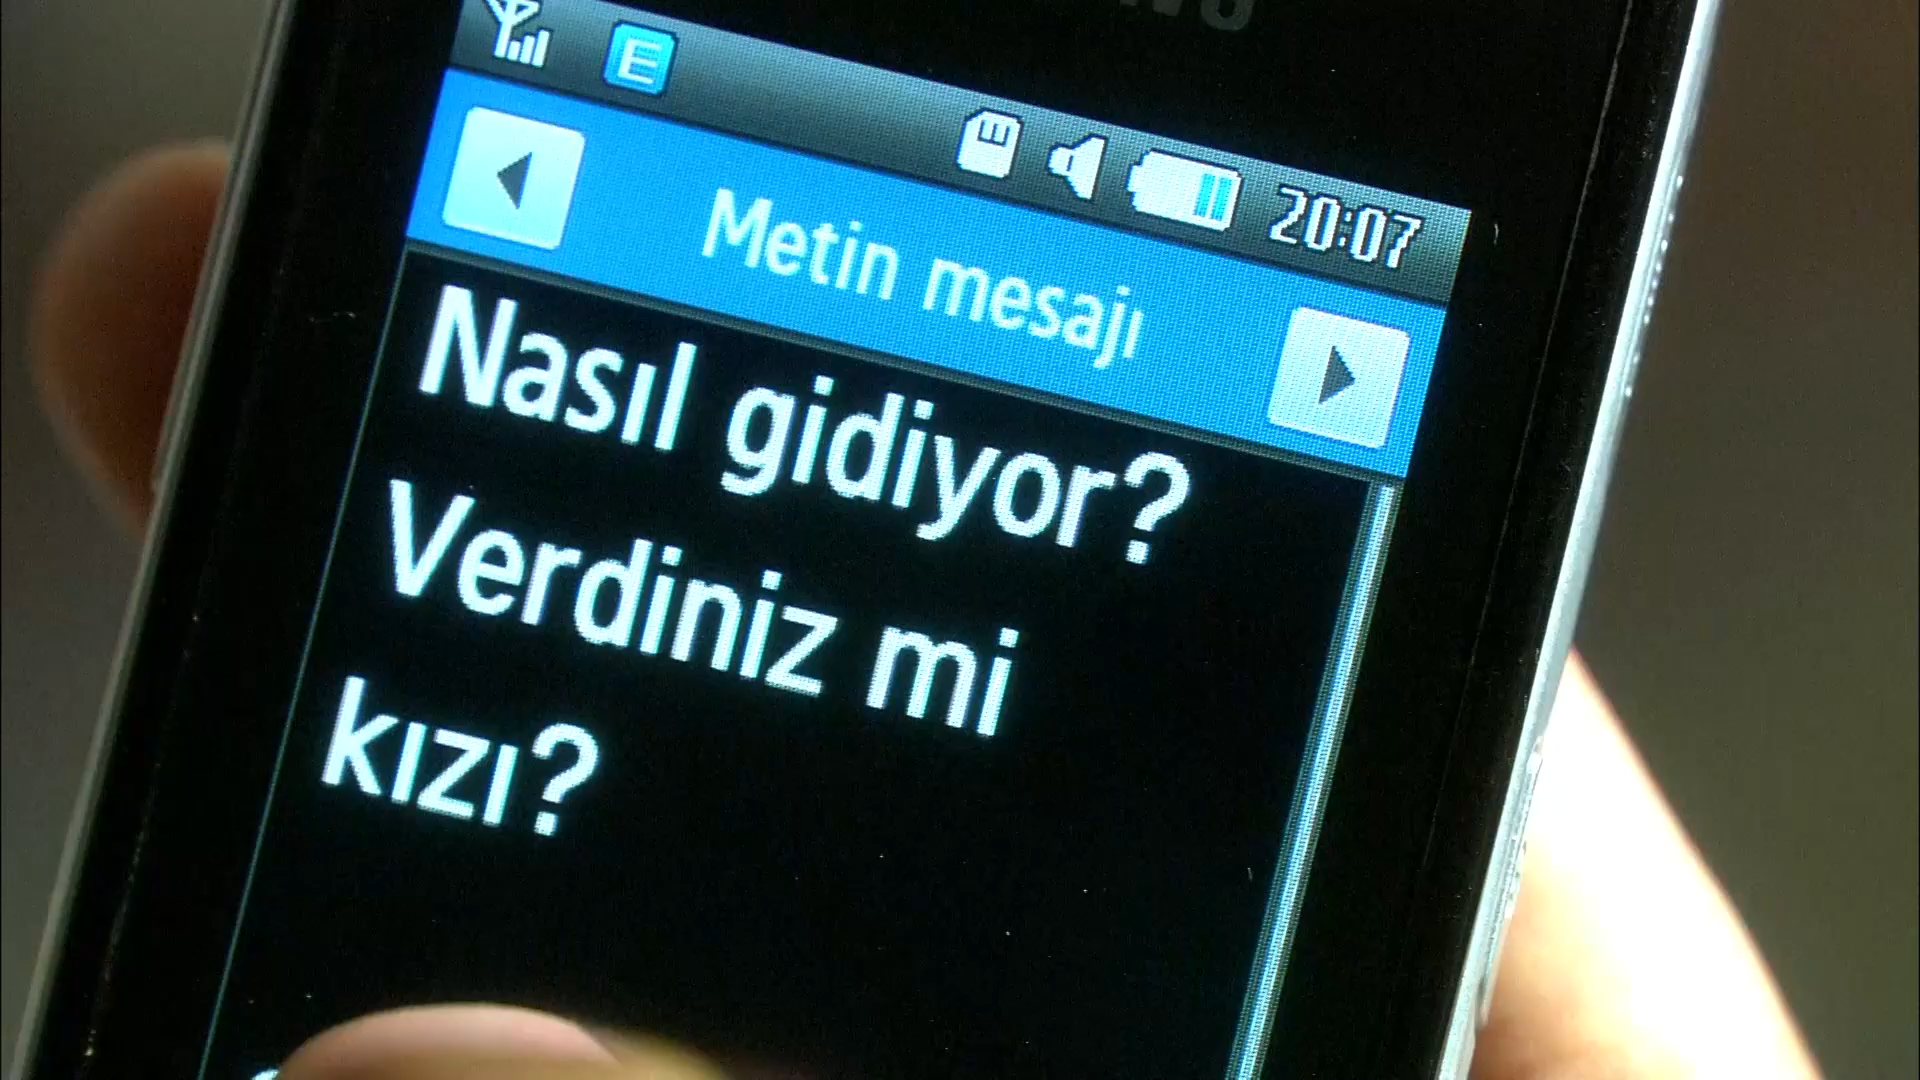 E
20:07
Metin mesajı
Nasıl gidiyor?
Verdiniz mi
kızı?